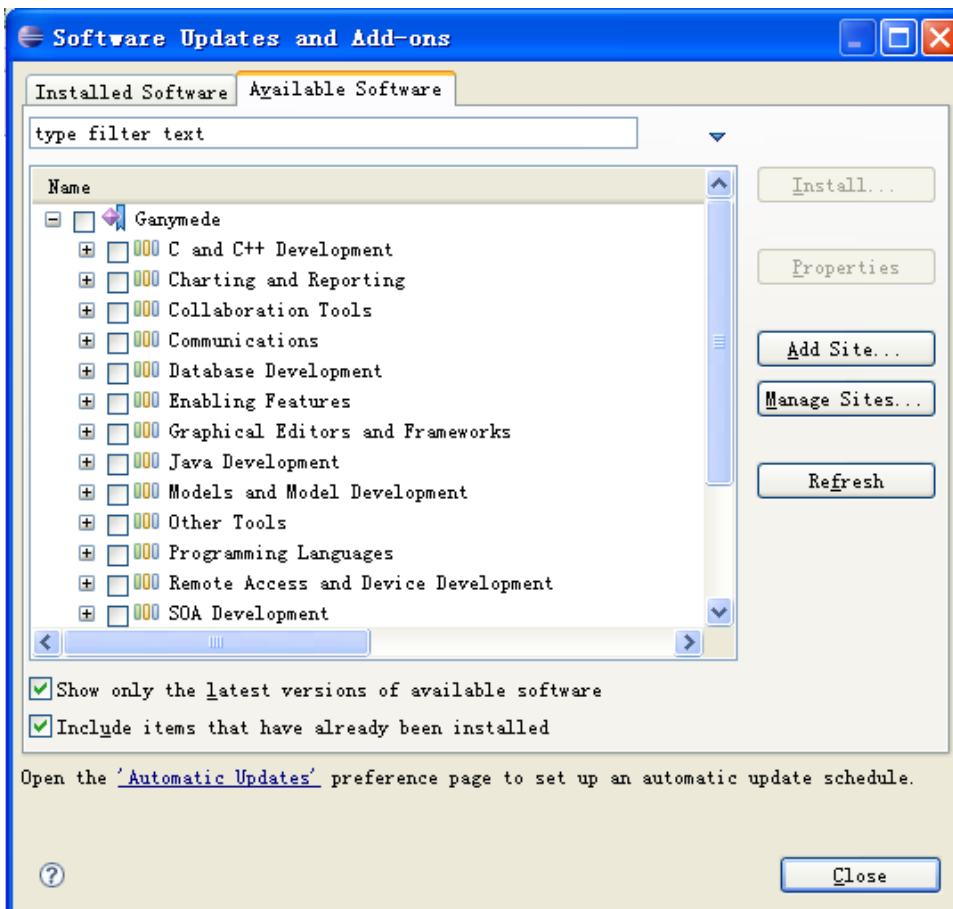 Software Updates and Add-ons
Installed Software
Available Software
type filter text
Name
Ganymede
C and C++ Development
Charting and Reporting
Collaboration Tools
Communications
Database Development
Enabling Features
Graphical Editors and Frameworks
Java Development
Models and Model Development
Other Tools
Programming Languages
Remote Access and Device Development
SOA Development
Install...
Properties
Add Site...
Manage Sites...
Refresh
Show only the latest versions of available software
Include items that have already been installed
Open the 'Automatic Updates' preference page to set up an automatic update schedule.
Close